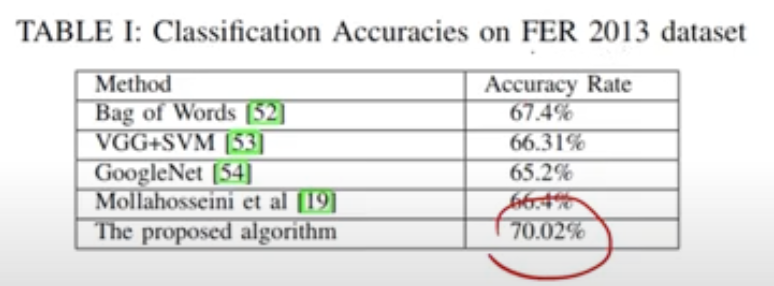 TABLE I: Classification Accuracies on FER 2013 dataset
Method Accuracy Rate
Bag of Words [52] 67.4%
VGG+SVM [53] 66.31%
GoogleNet [54] 65.2%
Mollahosseini et al [19] 66.4%
The proposed algorithm 70.02%